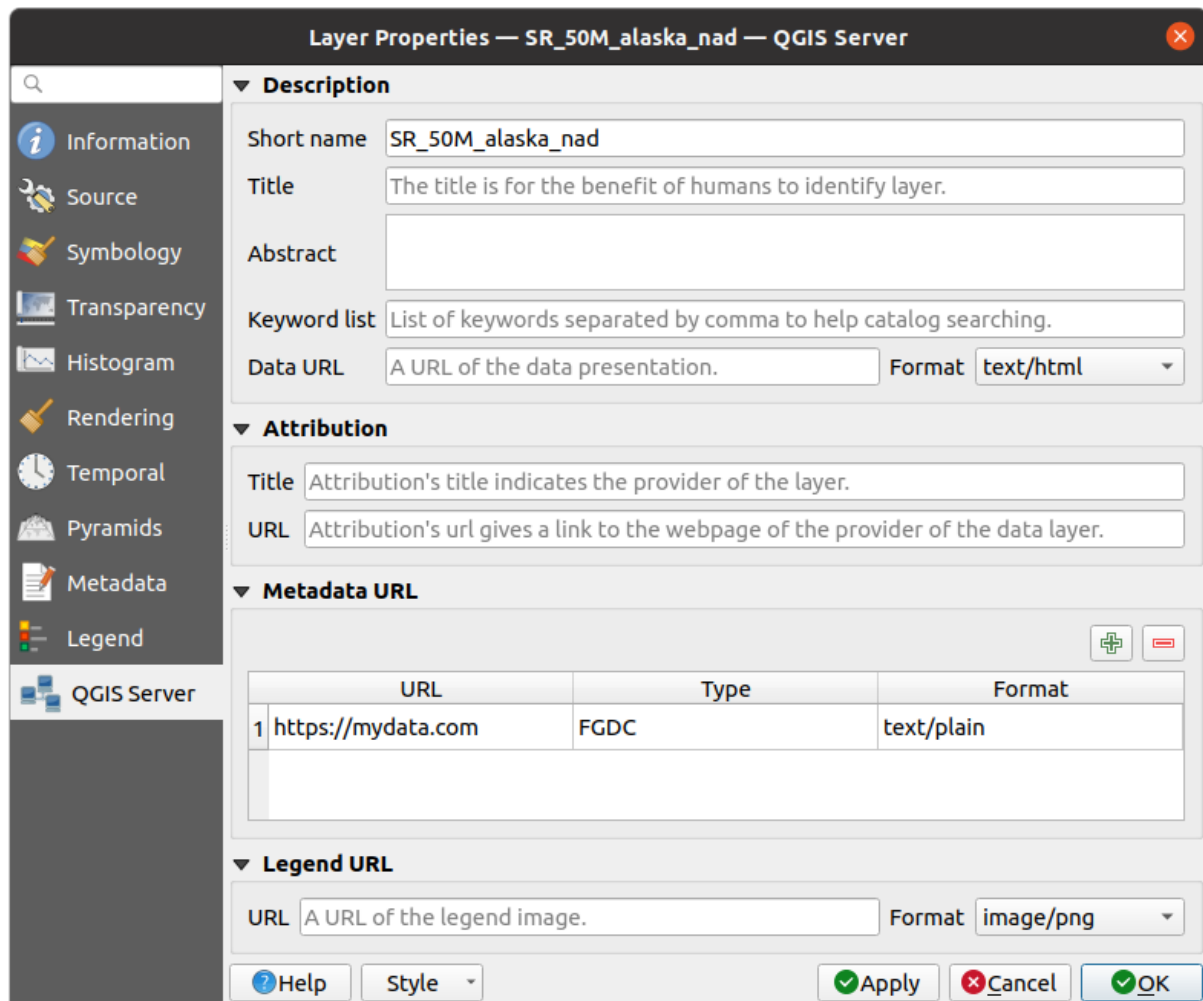 Layer Properties — SR_50M_alaska_nad — QGIS Server
Information
Source
Symbology
Transparency
Histogram
Rendering
Temporal
Pyramids
Metadata
Legend
QGIS Server
Description
Short name SR_50M_alaska_nad
Title The title is for the benefit of humans to identify layer.
Abstract
Keyword list List of keywords separated by comma to help catalog searching.
Data URL A URL of the data presentation. Format text/html
Attribution
Title Attribution's title indicates the provider of the layer.
URL Attribution's url gives a link to the webpage of the provider of the data layer.
Metadata URL
URL Type Format
1 https://mydata.com FGDC text/plain
Legend URL
URL A URL of the legend image. Format image/png
Help Style Apply Cancel OK